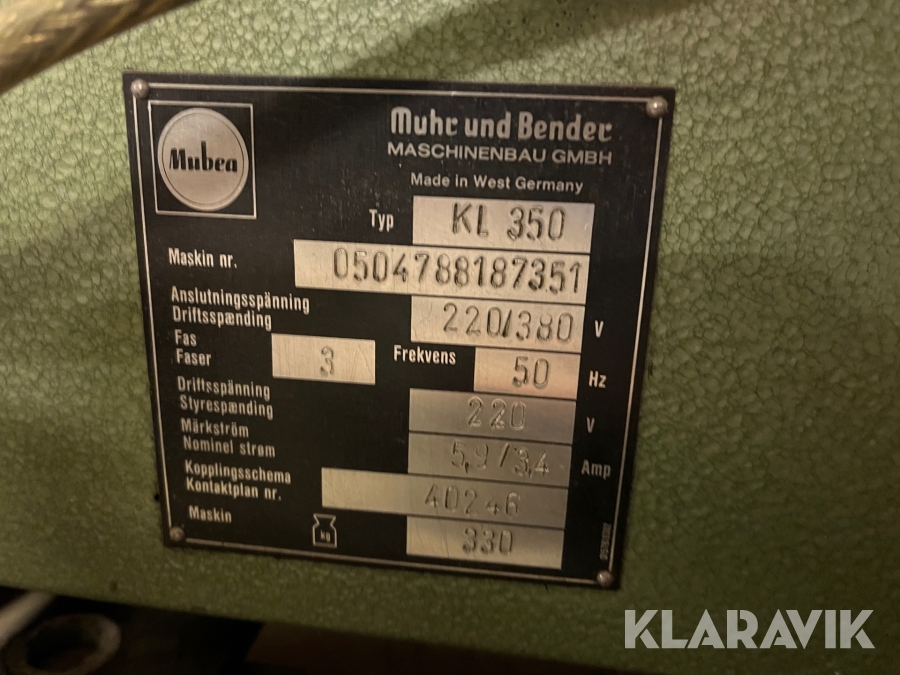 Mubea
Muhr und Bender
MASCHINENBAU GMBH
Made in West Germany
Typ KL 350
Maskin nr. 0504788187351
Anslutningsspänning
Driftsspænding 220/380 V
Fas
Faser 3 Frekvens 50 Hz
Driftsspänning
Styrespænding 220 V
Märkström
Nominel strøm 5,9/3,4 Amp
Kopplingsschema
Kontaktplan nr. 40246
Maskin kg 330
KLARAVIK